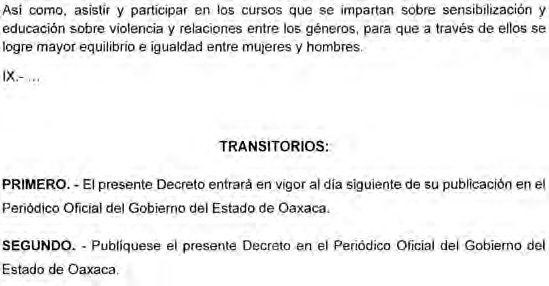 Así como, asistir y participar en los cursos que se impartan sobre sensibilización y
educación sobre violencia y relaciones entre los géneros, para que a través de ellos se
logre mayor equilibrio e igualdad entre mujeres y hombres.
IX.- ...
TRANSITORIOS:
PRIMERO. - El presente Decreto entrará en vigor al día siguiente de su publicación en el
Periódico Oficial del Gobierno del Estado de Oaxaca.
SEGUNDO. - Publíquese el presente Decreto en el Periódico Oficial del Gobierno del
Estado de Oaxaca.